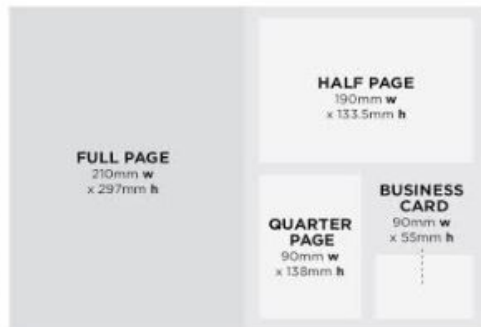 FULL PAGE
210mm w
x 297mm h
HALF PAGE
190mm w
x 133.5mm h
QUARTER
PAGE
90mm w
x 138mm h
BUSINESS
CARD
90mm w
x 55mm h